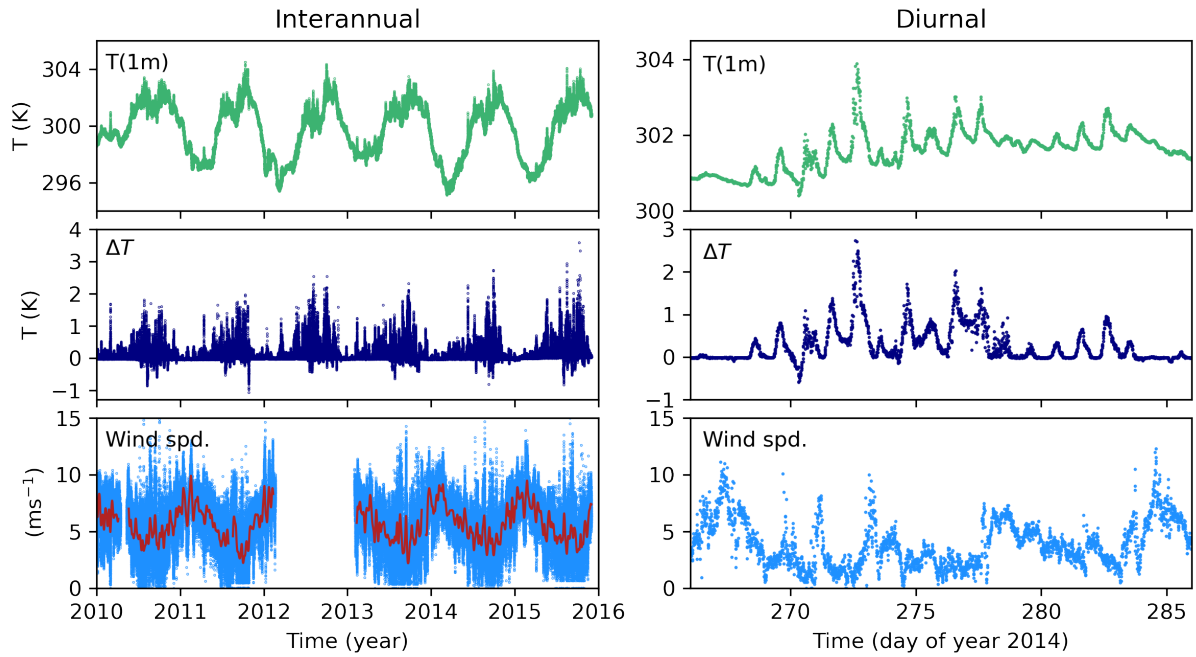 Interannual
Diurnal
T(1m)
304
300
296
T (K)
T(1m)
304
302
300
ΔT
4
3
2
1
0
−1
T (K)
ΔT
3
2
1
0
−1
Wind spd.
15
10
5
0
(ms⁻¹)
2010 2011 2012 2013 2014 2015 2016
Time (year)
Wind spd.
15
10
5
0
270 275 280 285
Time (day of year 2014)